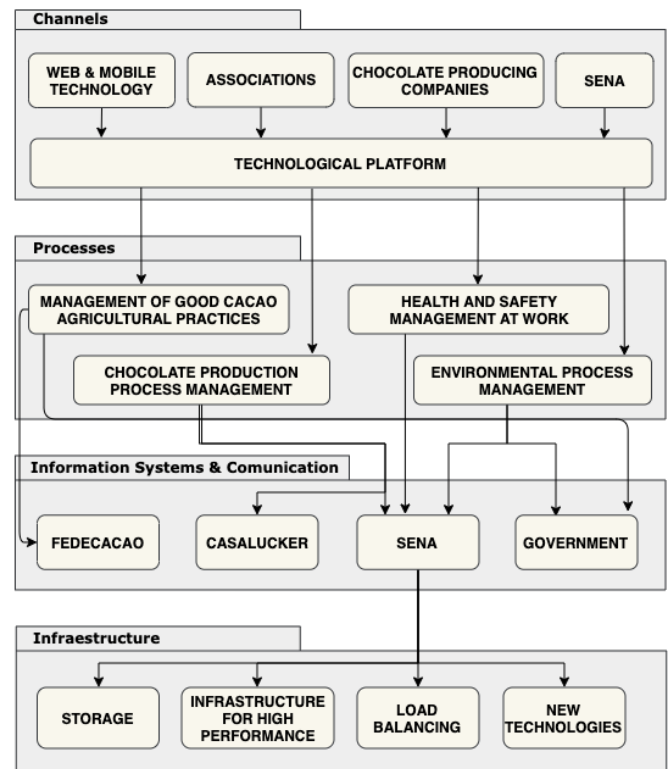 Channels
WEB & MOBILE
TECHNOLOGY
ASSOCIATIONS
CHOCOLATE PRODUCING
COMPANIES
SENA
TECHNOLOGICAL PLATFORM
Processes
MANAGEMENT OF GOOD CACAO
AGRICULTURAL PRACTICES
HEALTH AND SAFETY
MANAGEMENT AT WORK
CHOCOLATE PRODUCTION
PROCESS MANAGEMENT
ENVIRONMENTAL PROCESS
MANAGEMENT
Information Systems & Comunication
FEDECACAO
CASALUCKER
SENA
GOVERNMENT
Infraestructure
STORAGE
INFRASTRUCTURE
FOR HIGH
PERFORMANCE
LOAD
BALANCING
NEW
TECHNOLOGIES